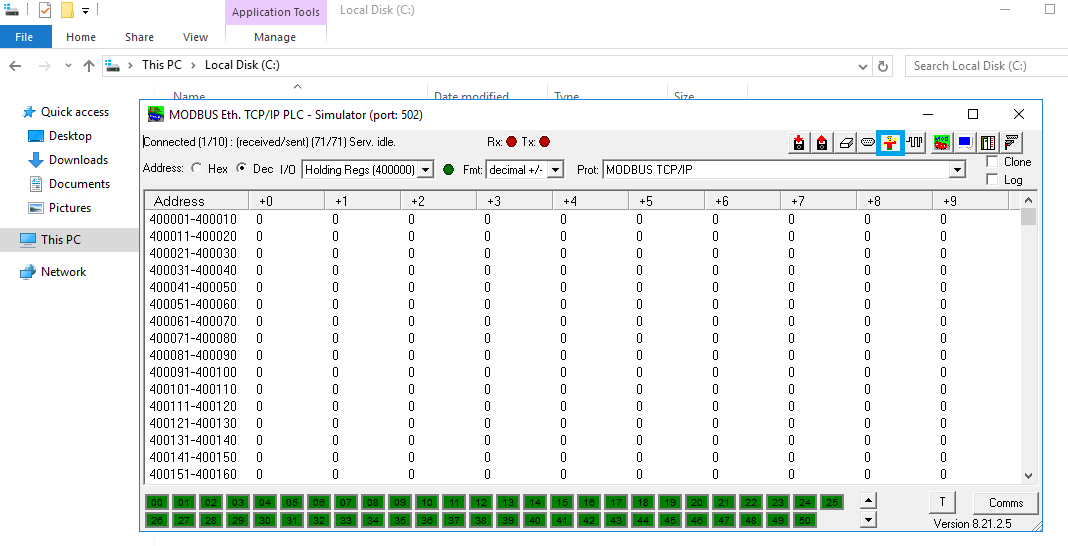 Application Tools Local Disk (C:)
File Home Share View Manage
This PC Local Disk (C:) Search Local Disk (C:)
Name Date modified Type Size
Quick access
Desktop
Downloads
Documents
Pictures
This PC
Network
MODBUS Eth. TCP/IP PLC - Simulator (port: 502)
Connected (1/10) : (received/sent) (71/71) Serv. idle. Rx: Tx:
Address: Hex Dec I/O Holding Regs (400000) Fmt: decimal +/- Prot: MODBUS TCP/IP Clone
Log
Address +0 +1 +2 +3 +4 +5 +6 +7 +8 +9
400001-400010 0 0 0 0 0 0 0 0 0 0
400011-400020 0 0 0 0 0 0 0 0 0 0
400021-400030 0 0 0 0 0 0 0 0 0 0
400031-400040 0 0 0 0 0 0 0 0 0 0
400041-400050 0 0 0 0 0 0 0 0 0 0
400051-400060 0 0 0 0 0 0 0 0 0 0
400061-400070 0 0 0 0 0 0 0 0 0 0
400071-400080 0 0 0 0 0 0 0 0 0 0
400081-400090 0 0 0 0 0 0 0 0 0 0
400091-400100 0 0 0 0 0 0 0 0 0 0
400101-400110 0 0 0 0 0 0 0 0 0 0
400111-400120 0 0 0 0 0 0 0 0 0 0
400121-400130 0 0 0 0 0 0 0 0 0 0
400131-400140 0 0 0 0 0 0 0 0 0 0
400141-400150 0 0 0 0 0 0 0 0 0 0
400151-400160 0 0 0 0 0 0 0 0 0 0
00 01 02 03 04 05 06 07 08 09 10 11 12 13 14 15 16 17 18 19 20 21 22 23 24 25 T Comms
26 27 28 29 30 31 32 33 34 35 36 37 38 39 40 41 42 43 44 45 46 47 48 49 50 Version 8.21.2.5